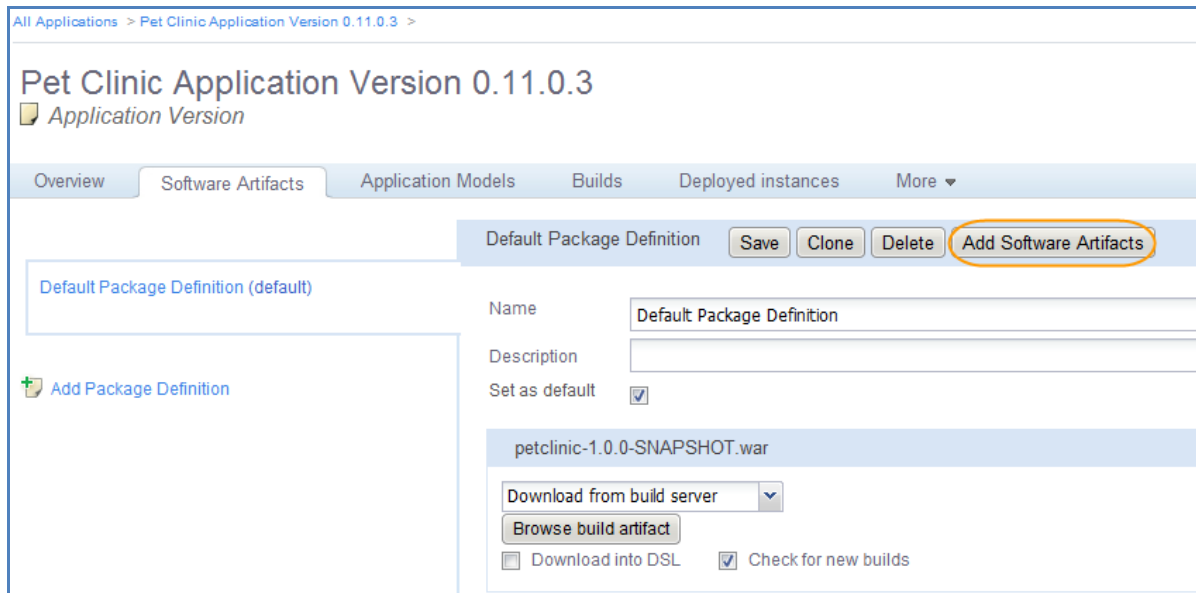 All Applications > Pet Clinic Application Version 0.11.0.3 >
Pet Clinic Application Version 0.11.0.3
Application Version
Overview Software Artifacts Application Models Builds Deployed instances More
Default Package Definition Save Clone Delete Add Software Artifacts
Default Package Definition (default)
Name Default Package Definition
Description
Add Package Definition
Set as default
petclinic-1.0.0-SNAPSHOT.war
Download from build server
Browse build artifact
Download into DSL Check for new builds